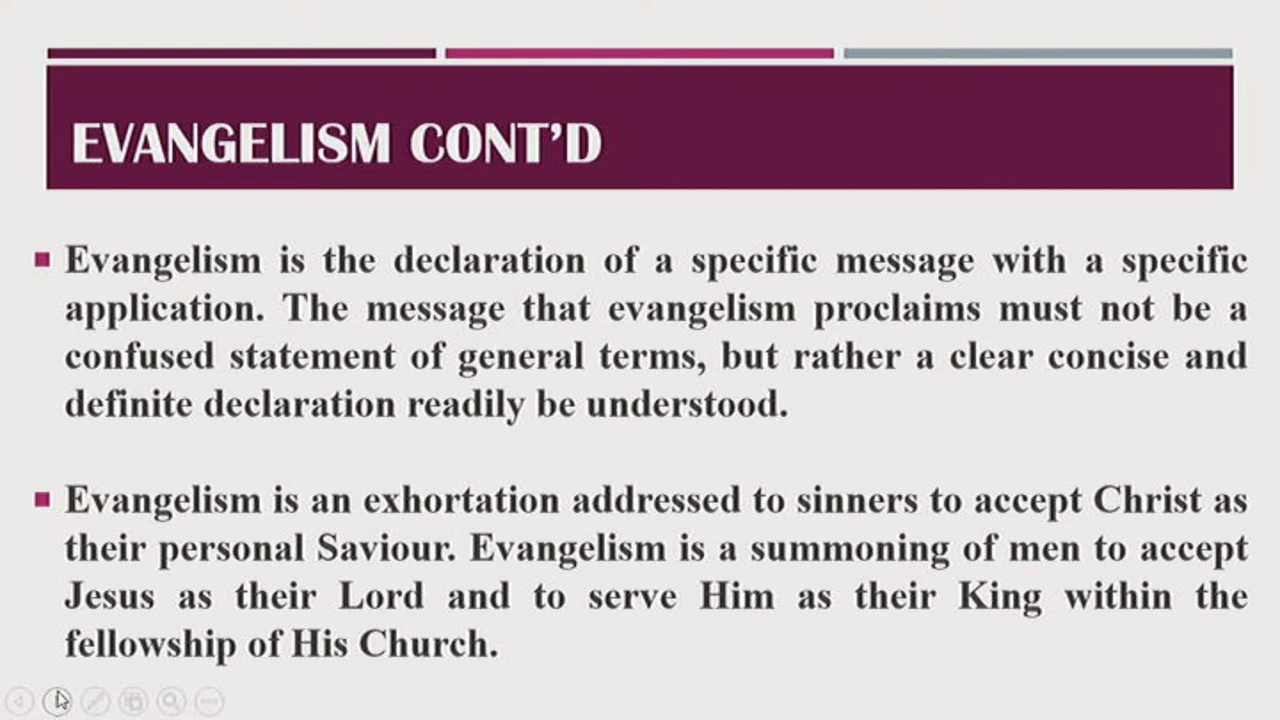 EVANGELISM CONT’D
Evangelism is the declaration of a specific message with a specific
application. The message that evangelism proclaims must not be a
confused statement of general terms, but rather a clear concise and
definite declaration readily be understood.
Evangelism is an exhortation addressed to sinners to accept Christ as
their personal Saviour. Evangelism is a summoning of men to accept
Jesus as their Lord and to serve Him as their King within the
fellowship of His Church.